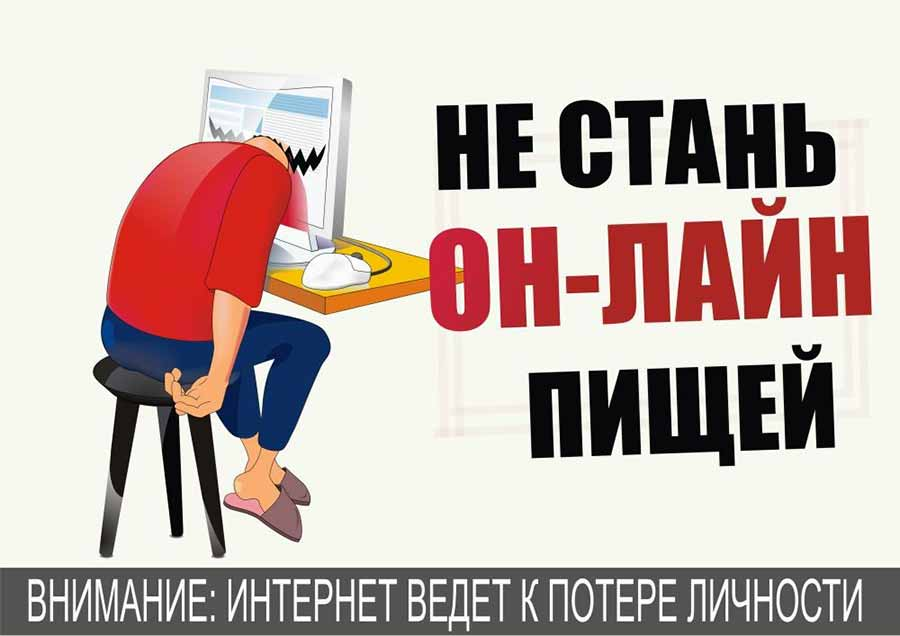 НЕ СТАНЬ
ОН-ЛАЙН
ПИЩЕЙ
ВНИМАНИЕ: ИНТЕРНЕТ ВЕДЕТ К ПОТЕРЕ ЛИЧНОСТИ